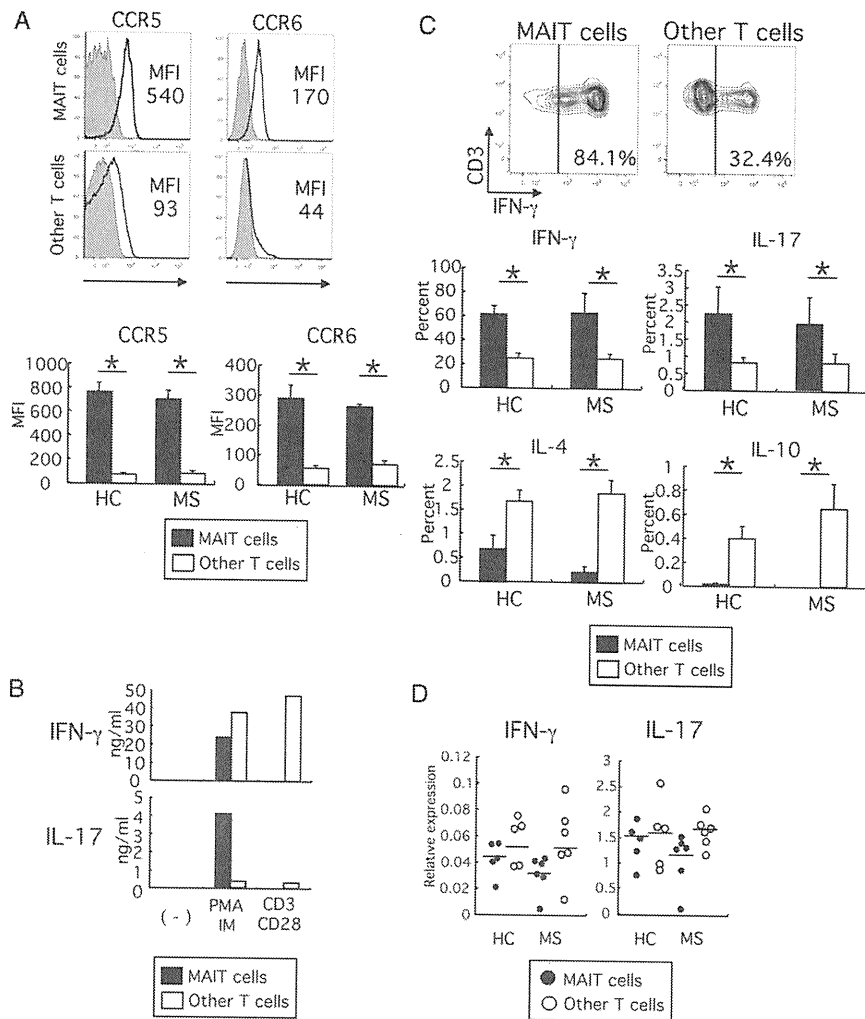 A
CCR5
CCR6
MAIT cells
MFI
540
MFI
170
Other T cells
MFI
93
MFI
44
CCR5
CCR6
MFI
1000
800
600
400
200
0
*
*
HC
MS
MFI
400
300
200
100
0
*
*
HC
MS
MAIT cells
Other T cells
B
IFN-γ
ng/ml
50
40
30
20
10
0
IL-17
ng/ml
5
4
3
2
1
0
(-)
PMA
IM
CD3
CD28
MAIT cells
Other T cells
C
MAIT cells
Other T cells
84.1%
32.4%
CD3
IFN-γ
IFN-γ
Percent
100
80
60
40
20
0
*
*
HC
MS
IL-17
Percent
3.5
3
2.5
2
1.5
1
0.5
0
*
*
HC
MS
IL-4
Percent
2.5
2
1.5
1
0.5
0
*
*
HC
MS
IL-10
Percent
1
0.8
0.6
0.4
0.2
0
*
*
HC
MS
MAIT cells
Other T cells
D
IFN-γ
IL-17
Relative expression
0.12
0.1
0.08
0.06
0.04
0.02
0
HC
MS
3
2.5
2
1.5
1
0.5
0
HC
MS
MAIT cells
Other T cells